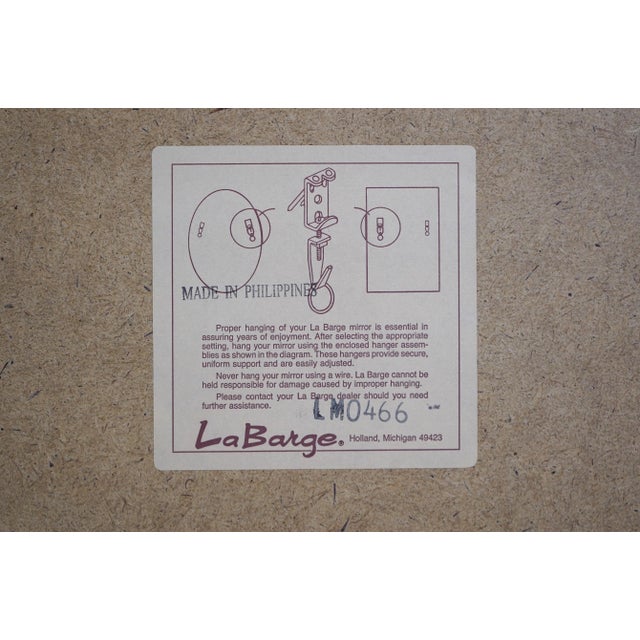 MADE IN PHILIPPINES
Proper hanging of your La Barge mirror is essential in
assuring years of enjoyment. After selecting the appropriate
setting, hang your mirror using the enclosed hanger assem-
blies as shown in the diagram. These hangers provide secure,
uniform support and are easily adjusted.
Never hang your mirror using a wire. La Barge cannot be
held responsible for damage caused by improper hanging.
Please contact your La Barge dealer should you need
further assistance.
LM0466
LaBarge® Holland, Michigan 49423